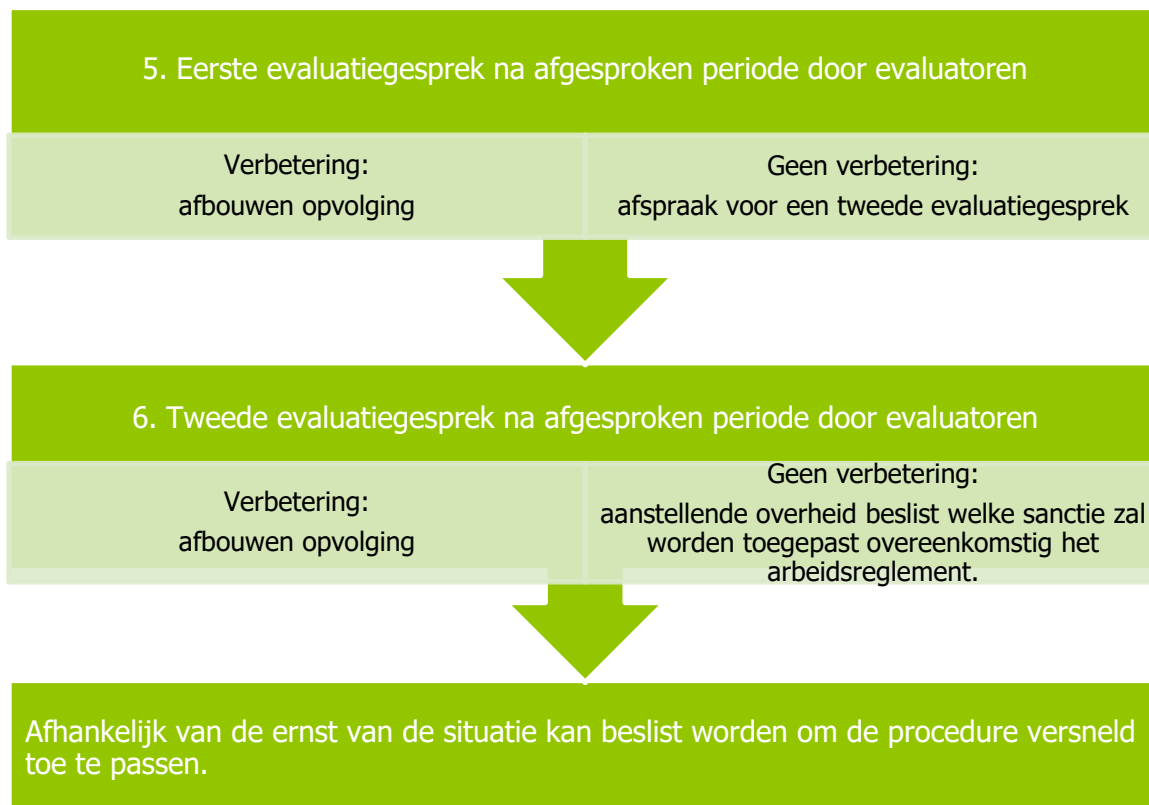 5. Eerste evaluatiegesprek na afgesproken periode door evaluatoren
Verbetering:
afbouwen opvolging
Geen verbetering:
afspraak voor een tweede evaluatiegesprek
6. Tweede evaluatiegesprek na afgesproken periode door evaluatoren
Verbetering:
afbouwen opvolging
Geen verbetering:
aanstellende overheid beslist welke sanctie zal
worden toegepast overeenkomstig het
arbeidsreglement.
Afhankelijk van de ernst van de situatie kan beslist worden om de procedure versneld
toe te passen.